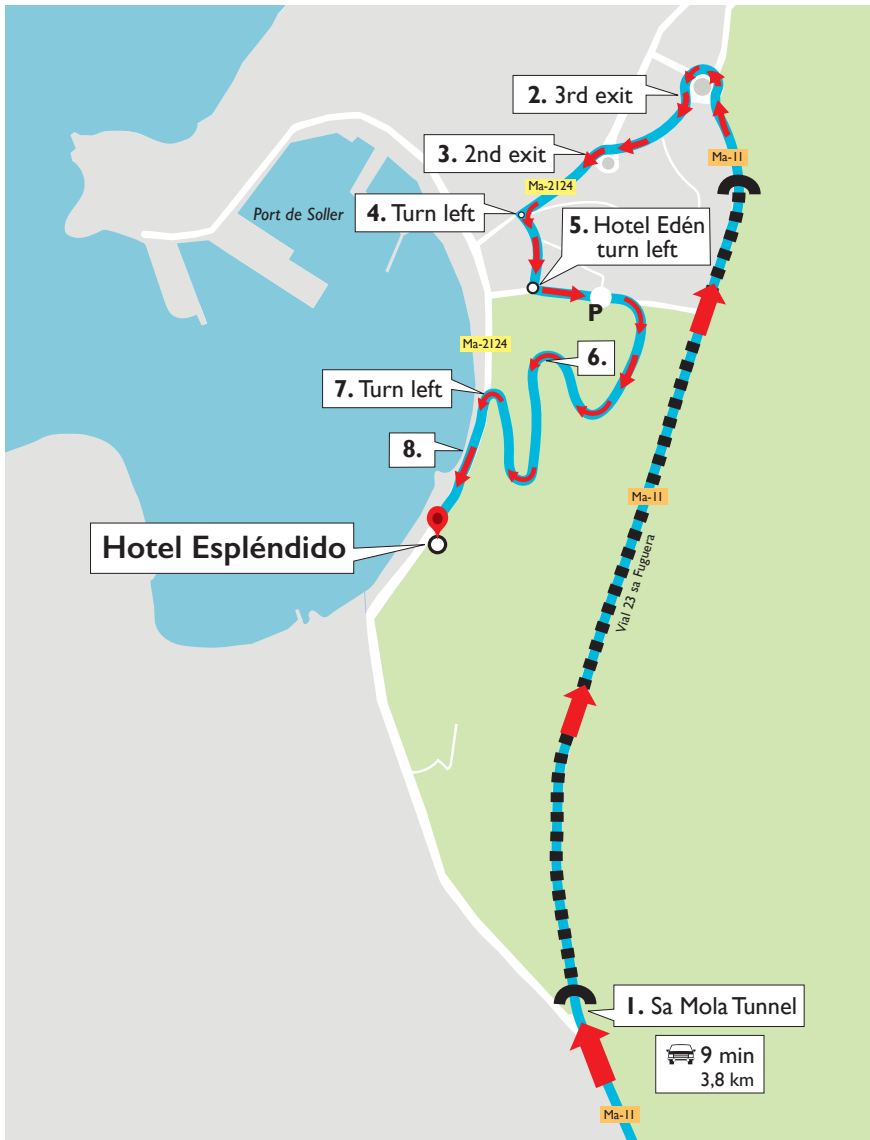 2. 3rd exit
3. 2nd exit
Ma-11
Ma-2124
4. Turn left
Port de Soller
5. Hotel Edén
turn left
P
Ma-2124
6.
7. Turn left
8.
Ma-11
Hotel Espléndido
Vial 23 sa Fuguera
1. Sa Mola Tunnel
9 min
3,8 km
Ma-11